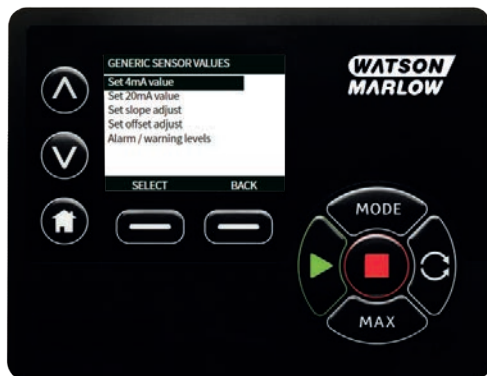 GENERIC SENSOR VALUES
Set 4mA value
Set 20mA value
Set slope adjust
Set offset adjust
Alarm / warning levels
SELECT BACK
WATSON
MARLOW
MODE
MAX